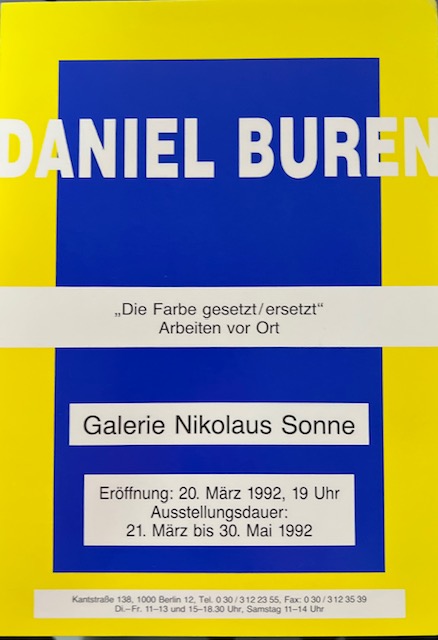 DANIEL BUREN
„Die Farbe gesetzt/ersetzt“
Arbeiten vor Ort
Galerie Nikolaus Sonne
Eröffnung: 20. März 1992, 19 Uhr
Ausstellungsdauer:
21. März bis 30. Mai 1992
Kantstraße 138, 1000 Berlin 12, Tel. 0 30 / 3 12 23 55, Fax: 0 30 / 3 12 35 39
Di.–Fr. 11–13 und 15–18.30 Uhr, Samstag 11–14 Uhr